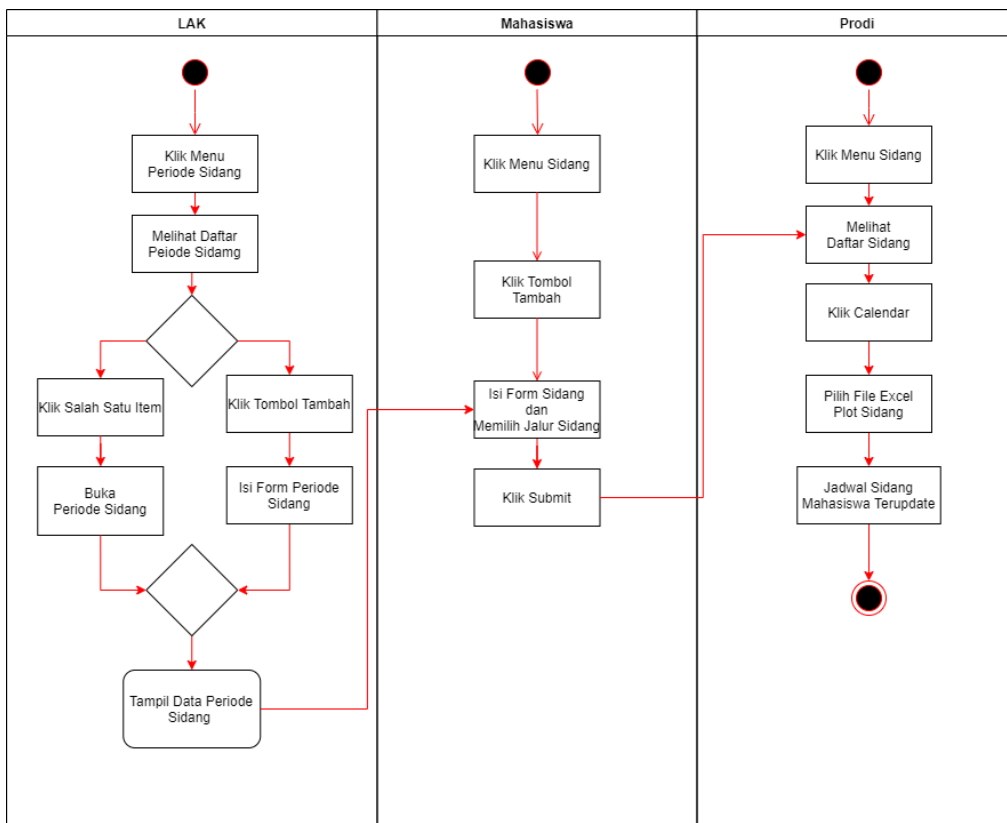 LAK
Mahasiswa
Prodi
Klik Menu
Periode Sidang
Melihat Daftar
Peiode Sidamg
Klik Salah Satu Item
Klik Tombol Tambah
Buka
Periode Sidang
Isi Form Periode
Sidang
Tampil Data Periode
Sidang
Klik Menu Sidang
Klik Tombol
Tambah
Isi Form Sidang
dan
Memilih Jalur Sidang
Klik Submit
Klik Menu Sidang
Melihat
Daftar Sidang
Klik Calendar
Pilih File Excel
Plot Sidang
Jadwal Sidang
Mahasiswa Terupdate